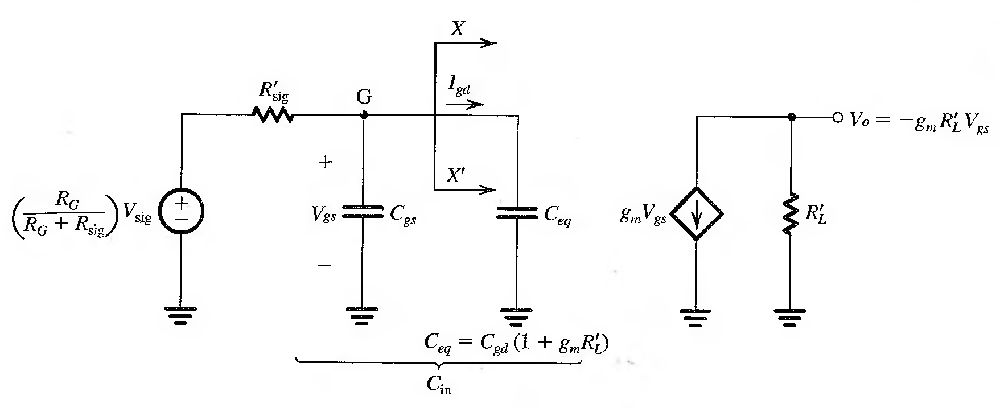 X
I_gd
R'_sig
G
V_o = −g_m R'_L V_gs
+
X'
(R_G / (R_G + R_sig)) V_sig
+
−
V_gs
C_gs
C_eq
g_m V_gs
R'_L
−
C_eq = C_gd (1 + g_m R'_L)
C_in